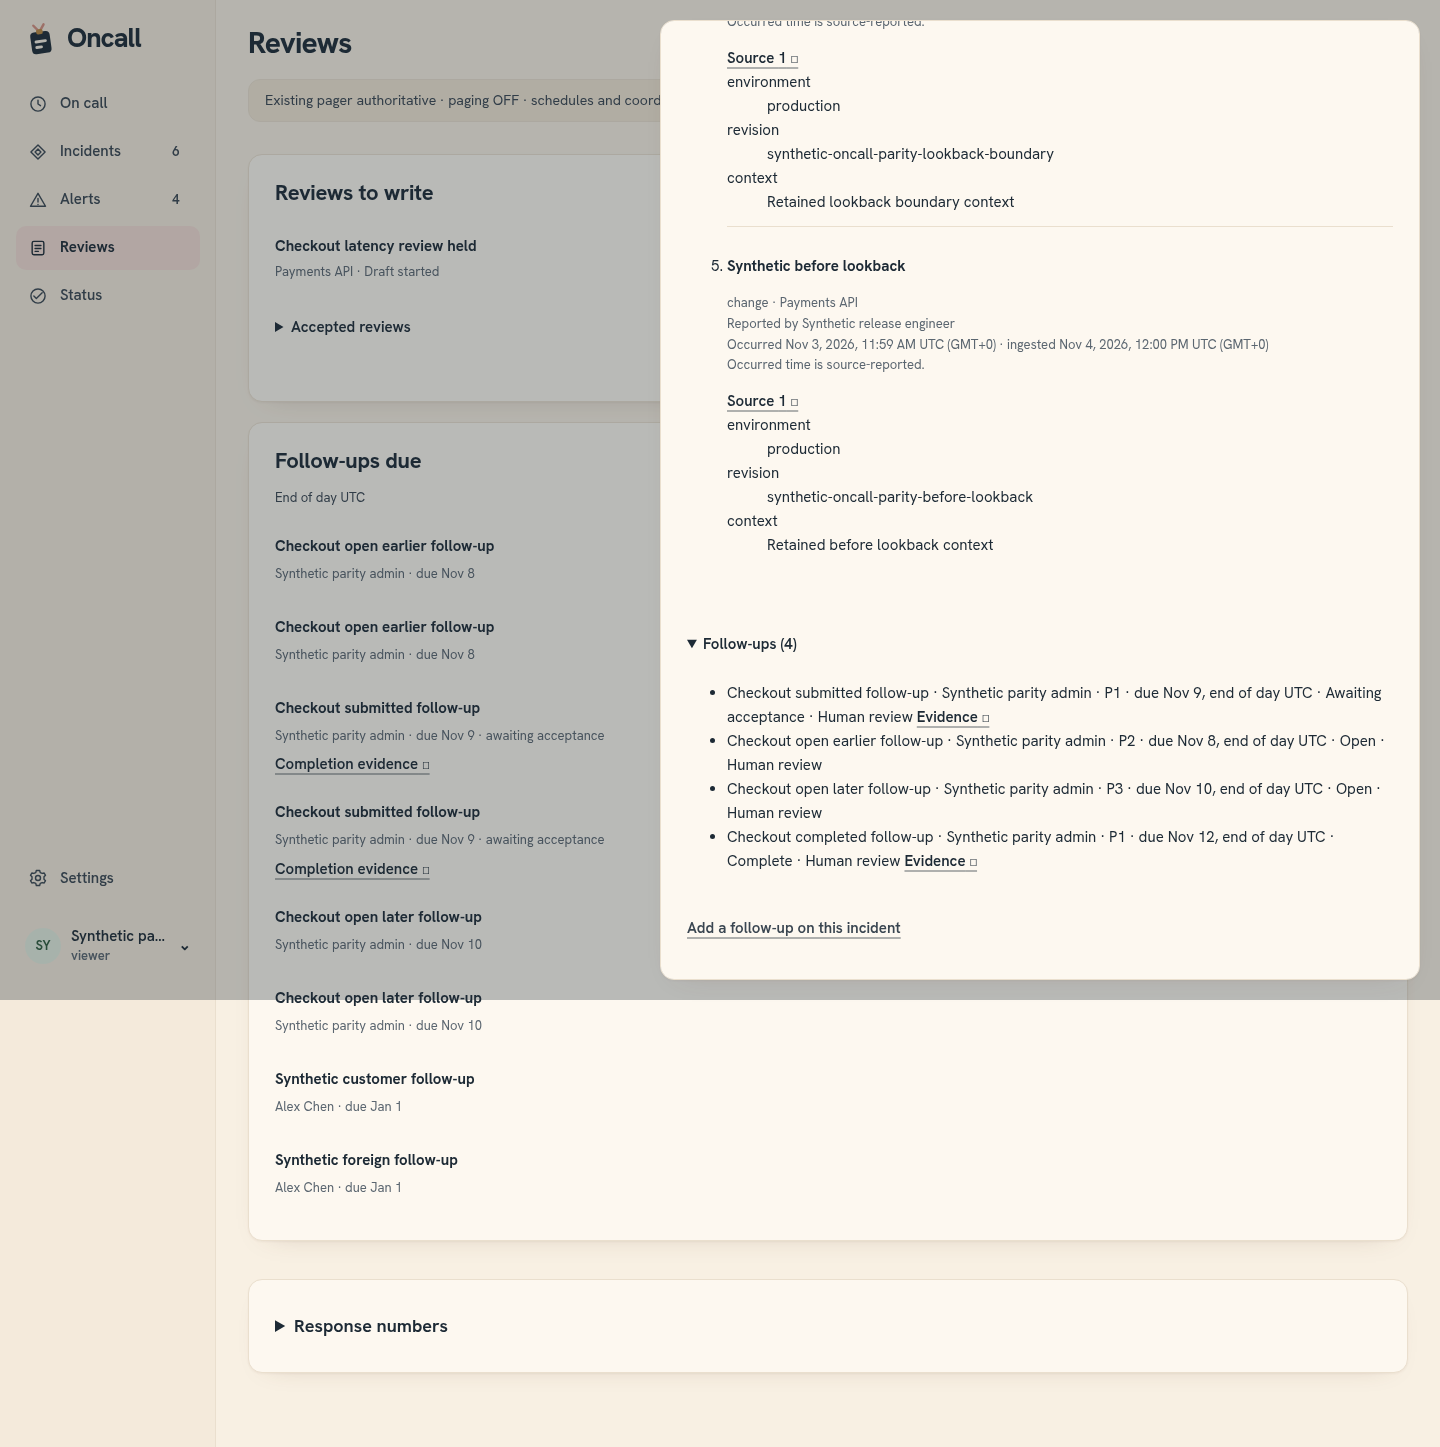 Oncall
On call
Incidents 6
Alerts 4
Reviews
Status
Settings
SY
Synthetic pa...
viewer
Reviews
Existing pager authoritative · paging OFF · schedules and coord
Reviews to write
Checkout latency review held
Payments API · Draft started
Accepted reviews
Follow-ups due
End of day UTC
Checkout open earlier follow-up
Synthetic parity admin · due Nov 8
Checkout open earlier follow-up
Synthetic parity admin · due Nov 8
Checkout submitted follow-up
Synthetic parity admin · due Nov 9 · awaiting acceptance
Completion evidence
Checkout submitted follow-up
Synthetic parity admin · due Nov 9 · awaiting acceptance
Completion evidence
Checkout open later follow-up
Synthetic parity admin · due Nov 10
Checkout open later follow-up
Synthetic parity admin · due Nov 10
Synthetic customer follow-up
Alex Chen · due Jan 1
Synthetic foreign follow-up
Alex Chen · due Jan 1
Response numbers
Occurred time is source-reported.
Source 1
environment
production
revision
synthetic-oncall-parity-lookback-boundary
context
Retained lookback boundary context
5. Synthetic before lookback
change · Payments API
Reported by Synthetic release engineer
Occurred Nov 3, 2026, 11:59 AM UTC (GMT+0) · ingested Nov 4, 2026, 12:00 PM UTC (GMT+0)
Occurred time is source-reported.
Source 1
environment
production
revision
synthetic-oncall-parity-before-lookback
context
Retained before lookback context
Follow-ups (4)
Checkout submitted follow-up · Synthetic parity admin · P1 · due Nov 9, end of day UTC · Awaiting
acceptance · Human review Evidence
Checkout open earlier follow-up · Synthetic parity admin · P2 · due Nov 8, end of day UTC · Open ·
Human review
Checkout open later follow-up · Synthetic parity admin · P3 · due Nov 10, end of day UTC · Open ·
Human review
Checkout completed follow-up · Synthetic parity admin · P1 · due Nov 12, end of day UTC ·
Complete · Human review Evidence
Add a follow-up on this incident